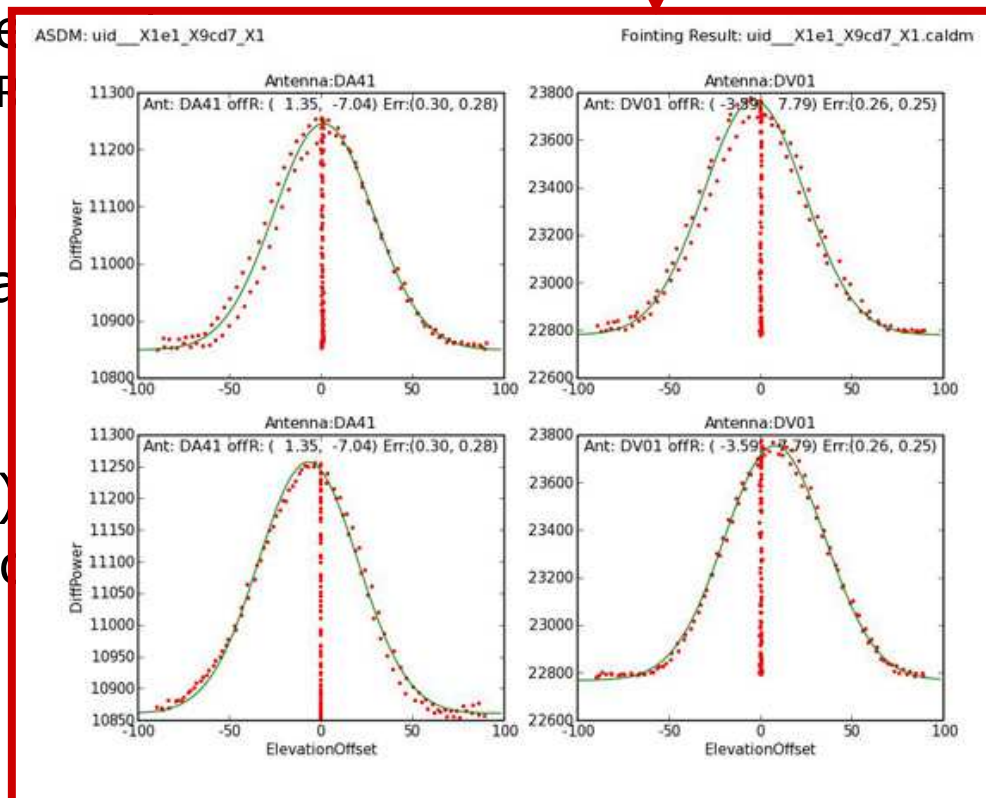 ASDM: uid___X1e1_X9cd7_X1
Fointing Result: uid___X1e1_X9cd7_X1.caldm
Antenna:DA41
Ant: DA41 offR: ( 1.35, -7.04) Err:(0.30, 0.28)
11300
11200
11100
11000
10900
10800
DiffPower
-100 -50 0 50 100
Antenna:DV01
Ant: DV01 offR: ( -3.59, 7.79) Err:(0.26, 0.25)
23800
23600
23400
23200
23000
22800
22600
-100 -50 0 50 100
Antenna:DA41
Ant: DA41 offR: ( 1.35, -7.04) Err:(0.30, 0.28)
11300
11250
11200
11150
11100
11050
11000
10950
10900
10850
DiffPower
-100 -50 0 50 100
ElevationOffset
Antenna:DV01
Ant: DV01 offR: ( -3.59, 7.79) Err:(0.26, 0.25)
23800
23600
23400
23200
23000
22800
22600
-100 -50 0 50 100
ElevationOffset